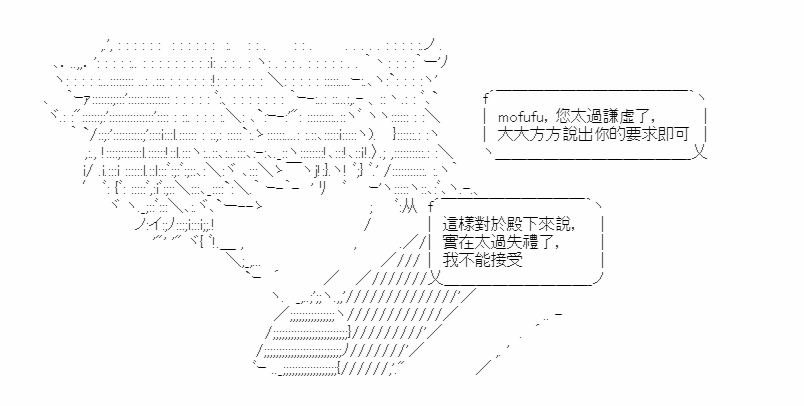 mofufu, 您太過謙虛了，
大大方方說出你的要求即可
這樣對於殿下來說，
實在太過失禮了，
我不能接受